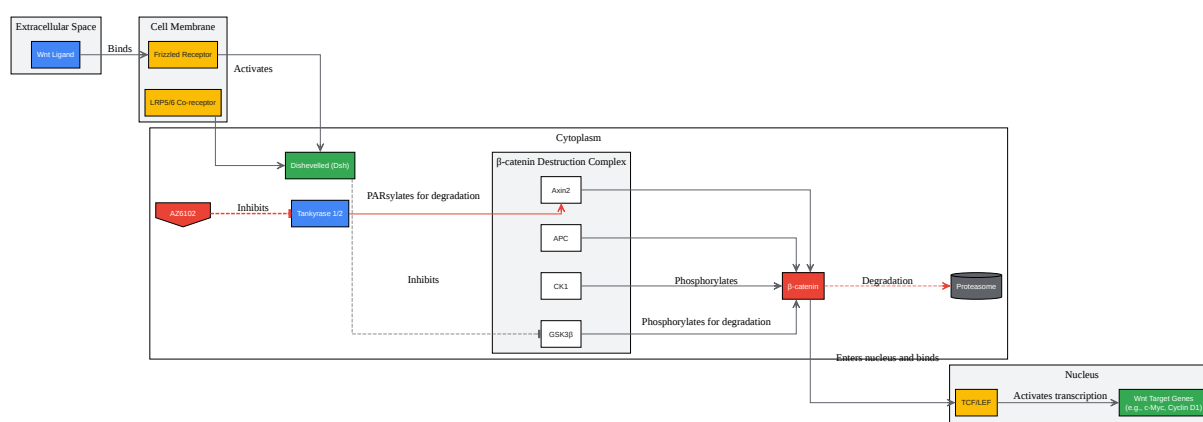 Extracellular Space
Wnt Ligand
Binds
Cell Membrane
Frizzled Receptor
LRP5/6 Co-receptor
Activates
Cytoplasm
Dishevelled (Dsh)
AZ6102
Inhibits
Tankyrase 1/2
PARsylates for degradation
Inhibits
β-catenin Destruction Complex
Axin2
APC
CK1
GSK3β
Phosphorylates
Phosphorylates for degradation
β-catenin
Degradation
Proteasome
Enters nucleus and binds
Nucleus
TCF/LEF
Activates transcription
Wnt Target Genes
(e.g., c-Myc, Cyclin D1)